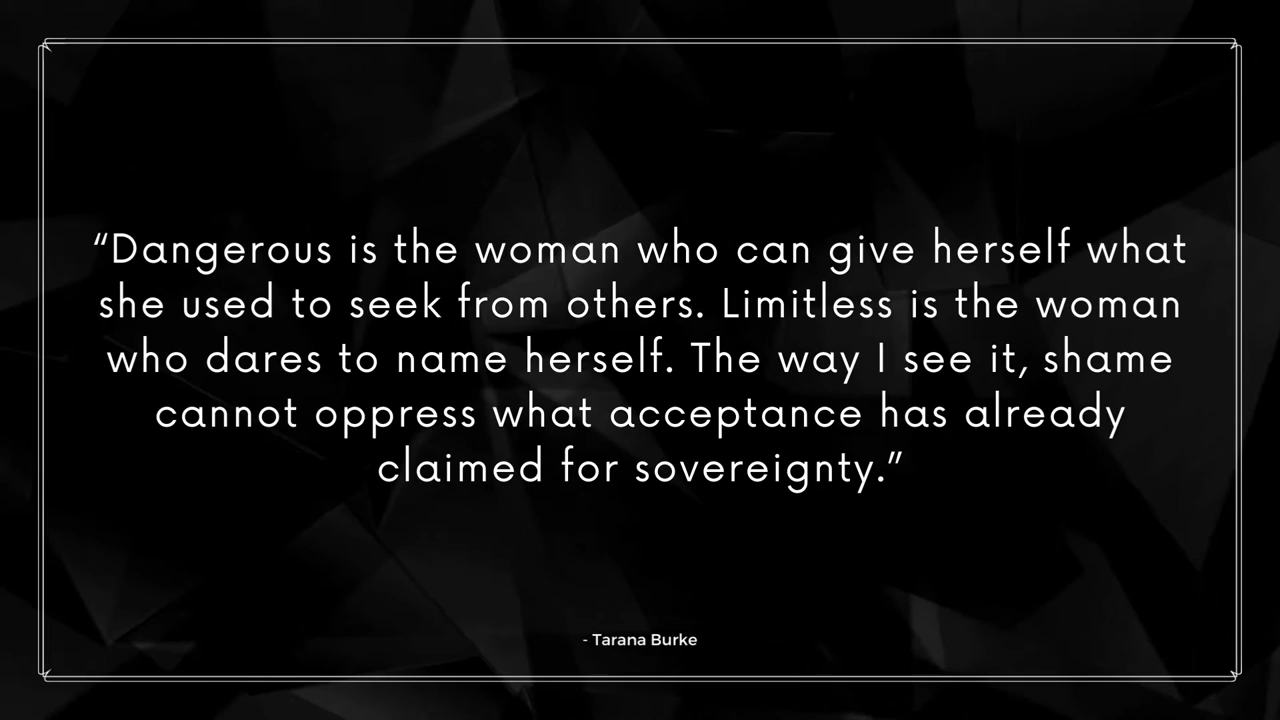 “Dangerous is the woman who can give herself what
she used to seek from others. Limitless is the woman
who dares to name herself. The way I see it, shame
cannot oppress what acceptance has already
claimed for sovereignty.”
- Tarana Burke